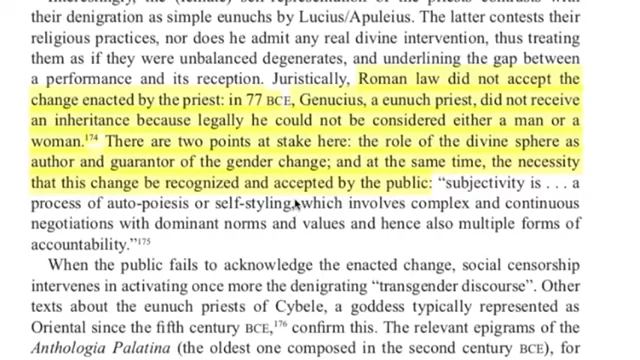 Interestingly, the (female) self-representation of the priests contrasts with
their denigration as simple eunuchs by Lucius/Apuleius. The latter contests their
religious practices, nor does he admit any real divine intervention, thus treating
them as if they were unbalanced degenerates, and underlining the gap between
a performance and its reception. Juristically, Roman law did not accept the
change enacted by the priest: in 77 BCE, Genucius, a eunuch priest, did not receive
an inheritance because legally he could not be considered either a man or a
woman.174 There are two points at stake here: the role of the divine sphere as
author and guarantor of the gender change; and at the same time, the necessity
that this change be recognized and accepted by the public: “subjectivity is . . . a
process of auto-poiesis or self-styling, which involves complex and continuous
negotiations with dominant norms and values and hence also multiple forms of
accountability.”175
When the public fails to acknowledge the enacted change, social censorship
intervenes in activating once more the denigrating “transgender discourse”. Other
texts about the eunuch priests of Cybele, a goddess typically represented as
Oriental since the fifth century BCE,176 confirm this. The relevant epigrams of the
Anthologia Palatina (the oldest one composed in the second century BCE), for